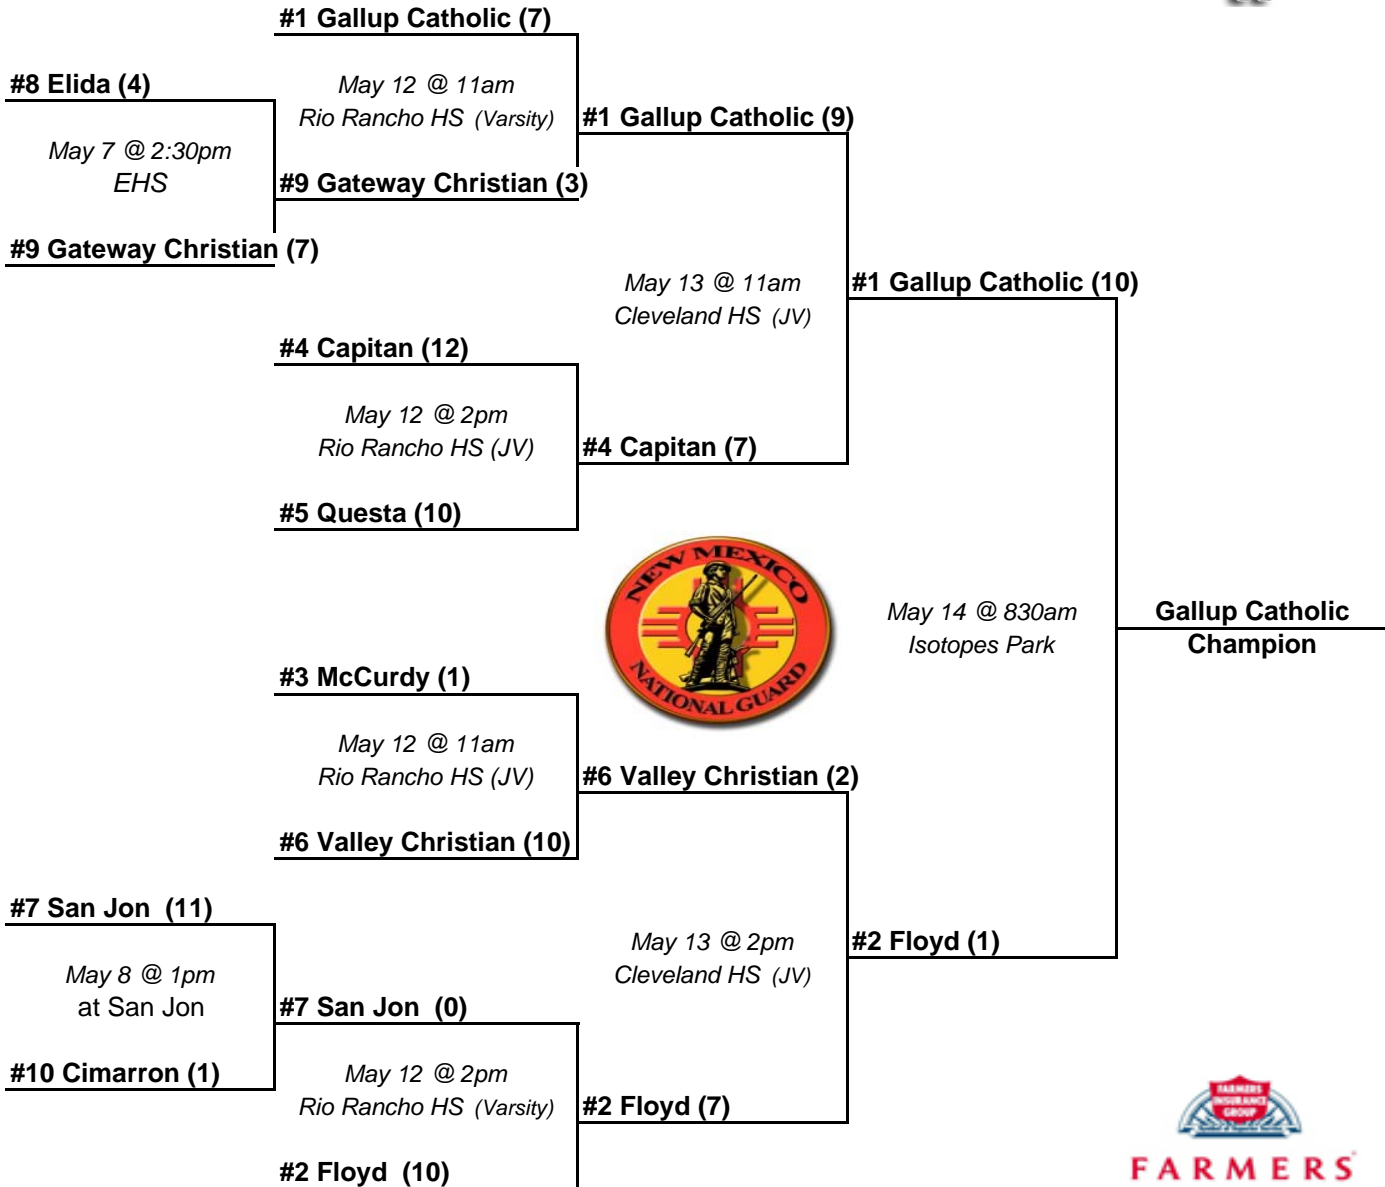 #1 Gallup Catholic (7)
#8 Elida (4)
May 12 @ 11am
Rio Rancho HS (Varsity)
#1 Gallup Catholic (9)
May 7 @ 2:30pm
EHS
#9 Gateway Christian (3)
#9 Gateway Christian (7)
May 13 @ 11am
Cleveland HS (JV)
#1 Gallup Catholic (10)
#4 Capitan (12)
May 12 @ 2pm
Rio Rancho HS (JV)
#4 Capitan (7)
#5 Questa (10)
NEW MEXICO
NATIONAL GUARD
May 14 @ 830am
Isotopes Park
Gallup Catholic
Champion
#3 McCurdy (1)
May 12 @ 11am
Rio Rancho HS (JV)
#6 Valley Christian (2)
#6 Valley Christian (10)
#7 San Jon (11)
May 13 @ 2pm
Cleveland HS (JV)
#2 Floyd (1)
May 8 @ 1pm
at San Jon
#7 San Jon (0)
#10 Cimarron (1)
May 12 @ 2pm
Rio Rancho HS (Varsity)
#2 Floyd (7)
#2 Floyd (10)
FARMERS
INSURANCE
GROUP
FARMERS